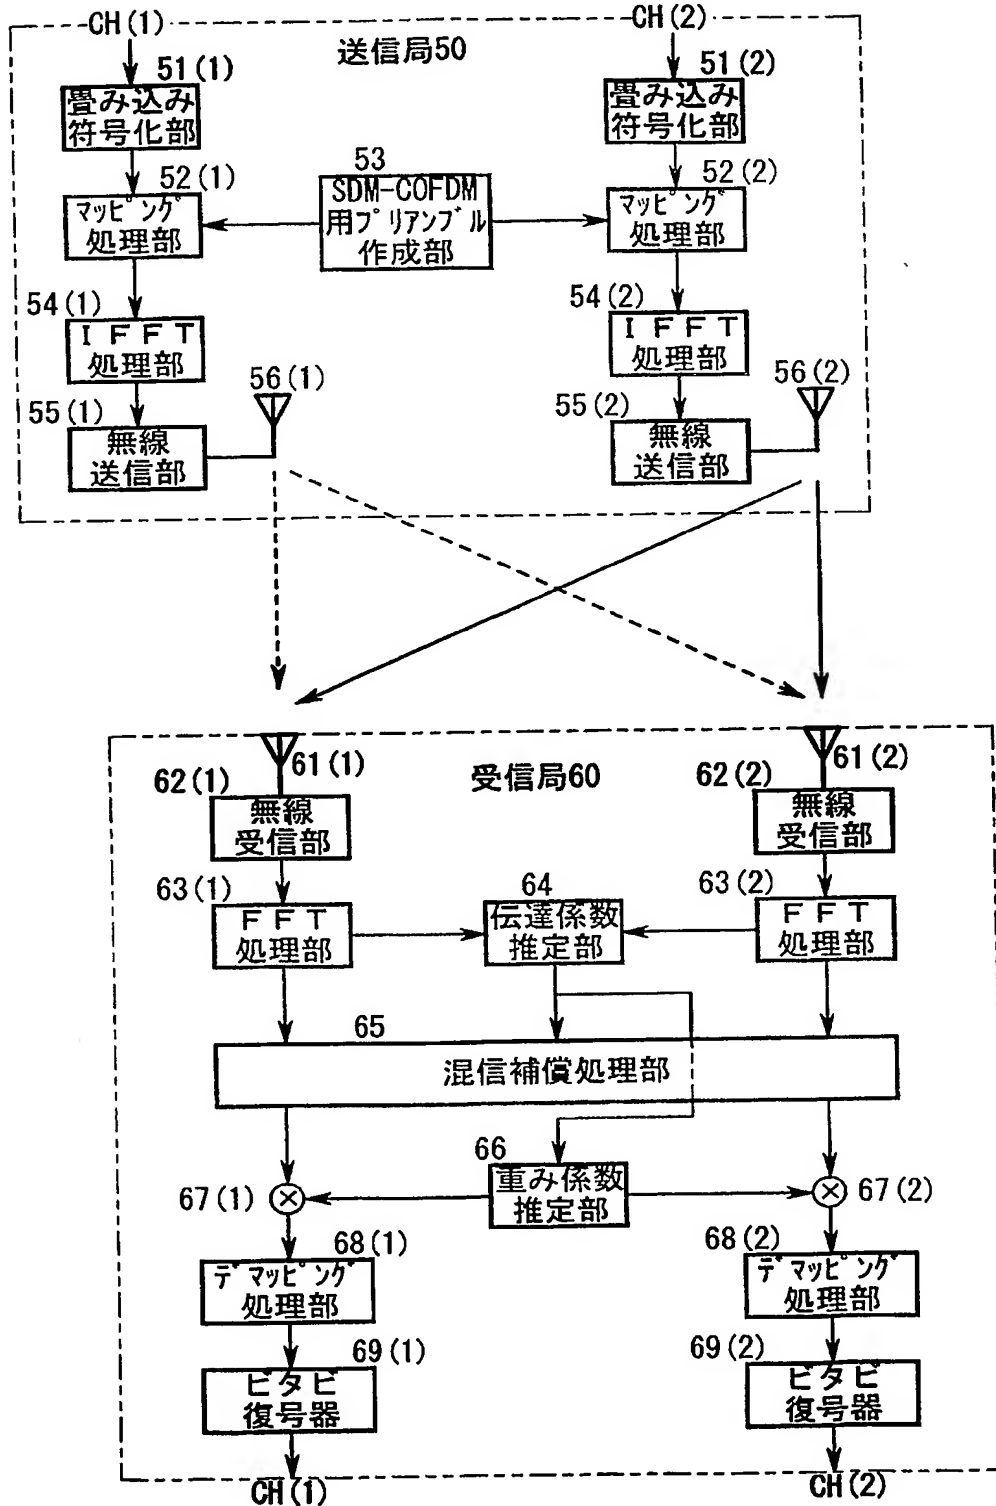 CH(1)
CH(2)
送信局50
51(1)
畳み込み
符号化部
51(2)
畳み込み
符号化部
52(1)
マッピング
処理部
53
SDM-COFDM
用プリアンブル
作成部
52(2)
マッピング
処理部
54(1)
IFFT
処理部
54(2)
IFFT
処理部
55(1)
無線
送信部
56(1)
55(2)
無線
送信部
56(2)
61(1)
受信局60
61(2)
62(1)
無線
受信部
62(2)
無線
受信部
63(1)
FFT
処理部
64
伝達係数
推定部
63(2)
FFT
処理部
65
混信補償処理部
66
重み係数
推定部
67(1)
67(2)
68(1)
デマッピング
処理部
68(2)
デマッピング
処理部
69(1)
ビタビ
復号器
69(2)
ビタビ
復号器
CH(1)
CH(2)